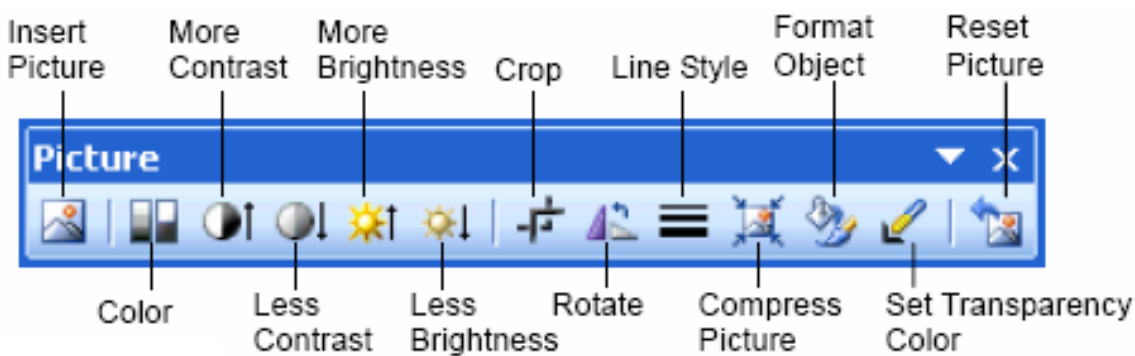 Insert
Picture
More
Contrast
More
Brightness
Crop
Line Style
Format
Object
Reset
Picture
Picture
Color
Less
Contrast
Less
Brightness
Rotate
Compress
Picture
Set Transparency
Color